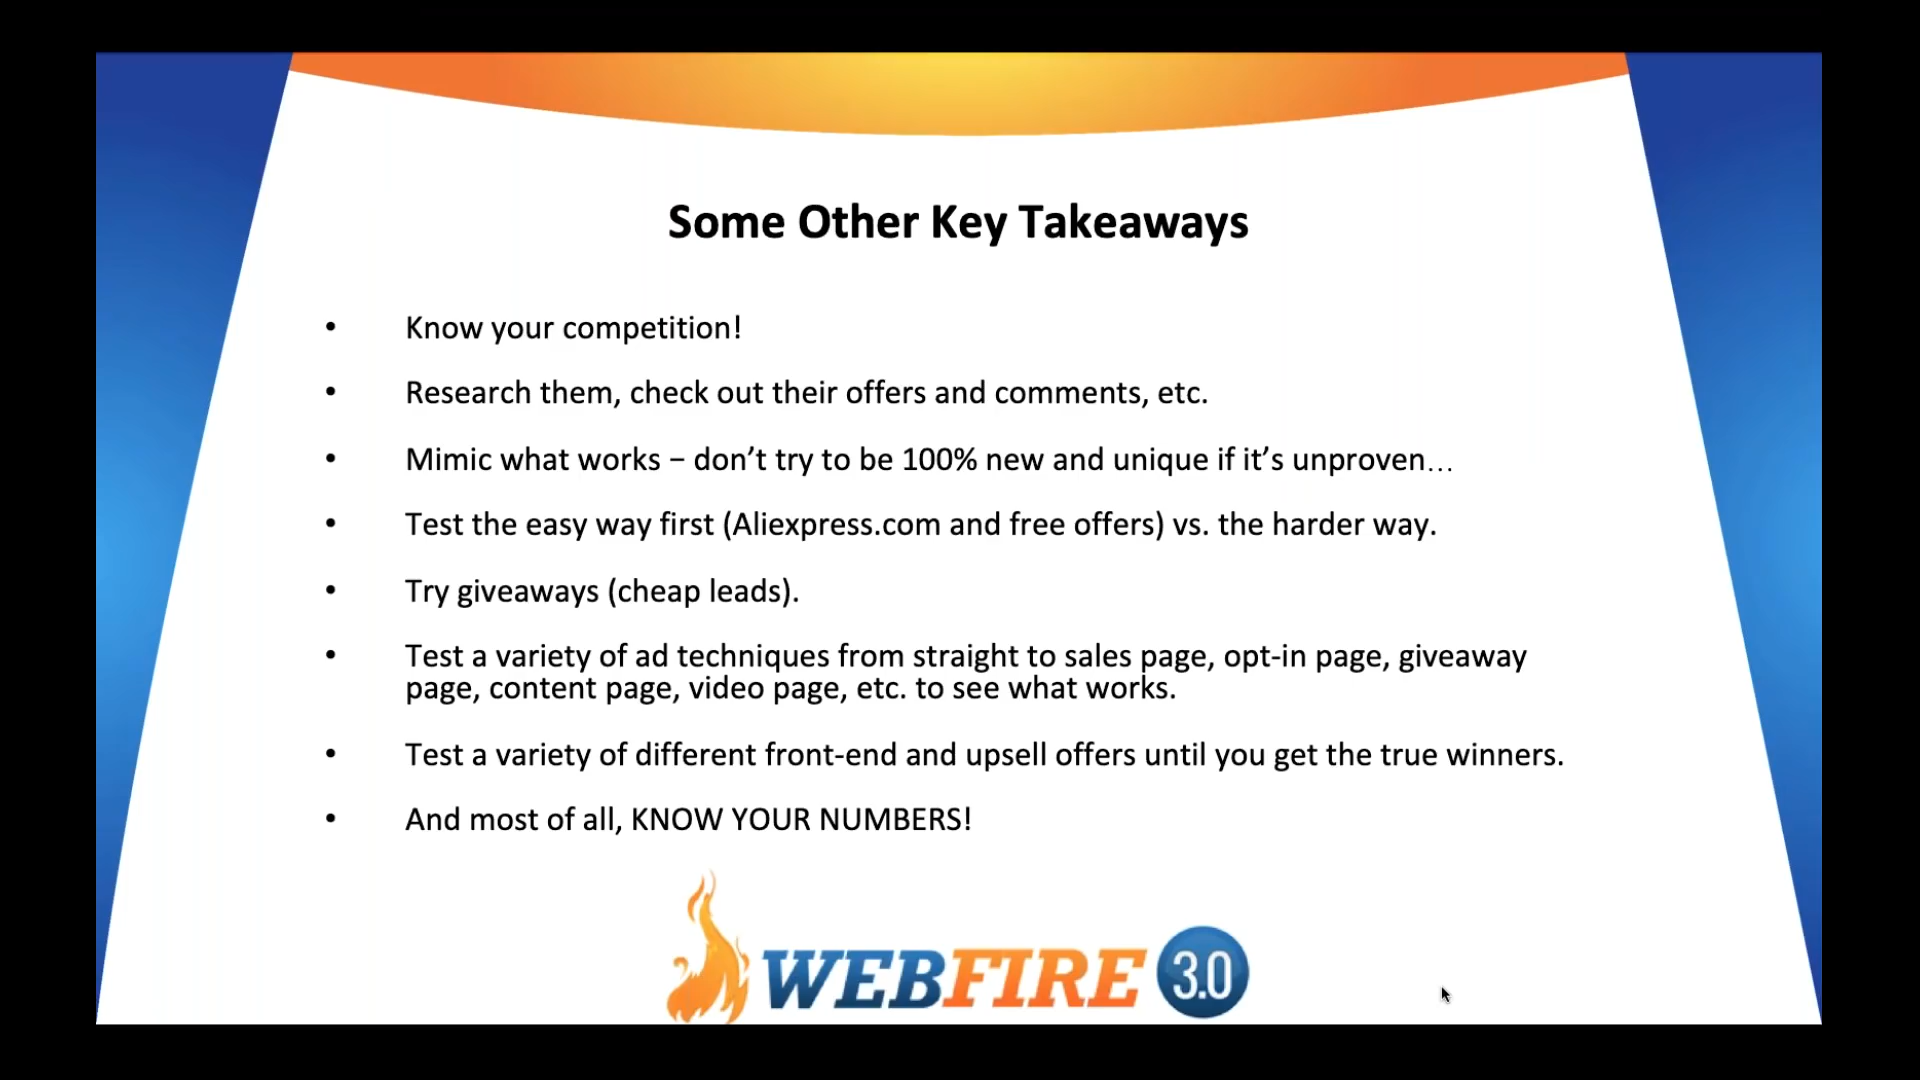 Some Other Key Takeaways
• Know your competition!
• Research them, check out their offers and comments, etc.
• Mimic what works – don’t try to be 100% new and unique if it’s unproven…
• Test the easy way first (Aliexpress.com and free offers) vs. the harder way.
• Try giveaways (cheap leads).
• Test a variety of ad techniques from straight to sales page, opt-in page, giveaway
page, content page, video page, etc. to see what works.
• Test a variety of different front-end and upsell offers until you get the true winners.
• And most of all, KNOW YOUR NUMBERS!
WEBFIRE 3.0